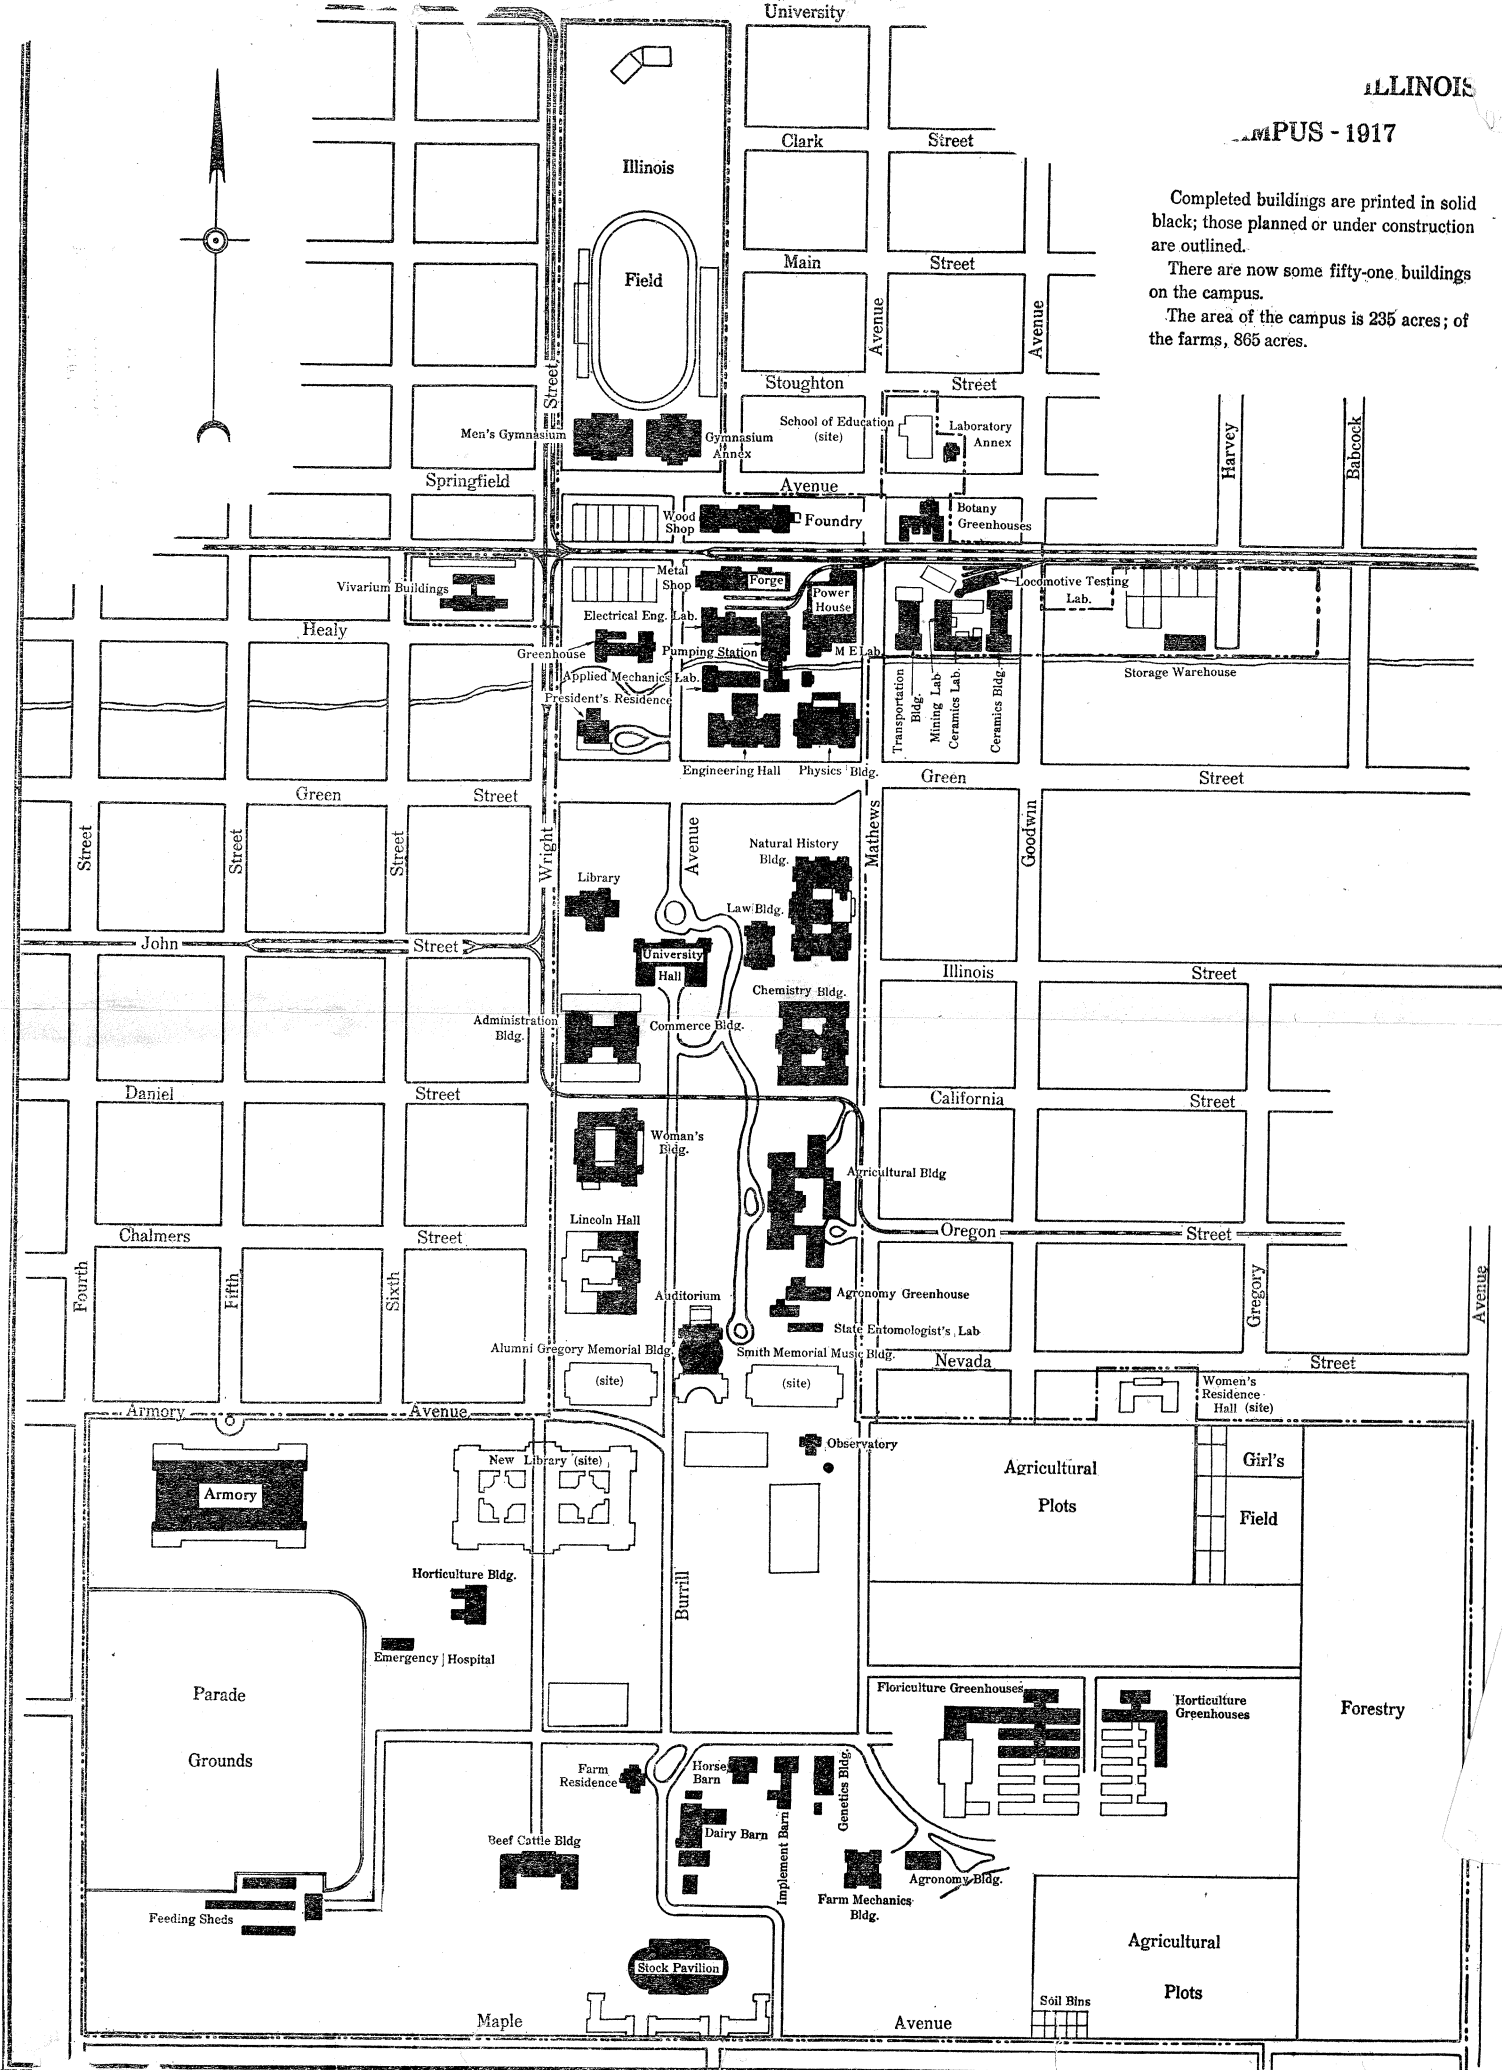 University
ILLINOIS
MPUS - 1917
Completed buildings are printed in solid
black; those planned or under construction
are outlined.
There are now some fifty-one buildings
on the campus.
The area of the campus is 235 acres; of
the farms, 865 acres.
Clark Street
Illinois
Field
Main Street
Avenue
Avenue
Street
Stoughton Street
Men's Gymnasium
Gymnasium
Annex
School of Education
(site)
Laboratory
Annex
Harvey
Babcock
Springfield Avenue
Wood
Shop
Foundry
Botany
Greenhouses
Vivarium Buildings
Metal
Shop
Forge
Power
House
Locomotive Testing
Lab.
Electrical Eng. Lab.
Healy
Greenhouse
Pumping Station
M E Lab.
Storage Warehouse
Applied Mechanics Lab.
President's Residence
Transportation
Bldg.
Mining Lab
Ceramics Lab.
Ceramics Bldg.
Engineering Hall
Physics Bldg.
Green Street
Green Street
Street
Street
Street
Wright
Avenue
Mathews
Goodwin
Natural History
Bldg.
Library
Law Bldg.
John Street
University
Hall
Illinois Street
Chemistry Bldg.
Administration
Bldg.
Commerce Bldg.
Daniel Street
California Street
Woman's
Bldg.
Agricultural Bldg
Lincoln Hall
Chalmers Street
Oregon Street
Fourth
Fifth
Sixth
Gregory
Avenue
Auditorium
Agronomy Greenhouse
State Entomologist's Lab
Alumni Gregory Memorial Bldg.
(site)
Smith Memorial Music Bldg.
(site)
Nevada Street
Women's
Residence
Hall (site)
Armory Avenue
Observatory
New Library (site)
Armory
Agricultural
Plots
Girl's
Field
Horticulture Bldg.
Burrill
Emergency Hospital
Parade
Grounds
Floriculture Greenhouses
Horticulture
Greenhouses
Forestry
Farm
Residence
Horse
Barn
Genetics Bldg.
Dairy Barn
Implement Barn
Beef Cattle Bldg
Agronomy Bldg.
Farm Mechanics
Bldg.
Feeding Sheds
Agricultural
Plots
Stock Pavilion
Soil Bins
Maple Avenue